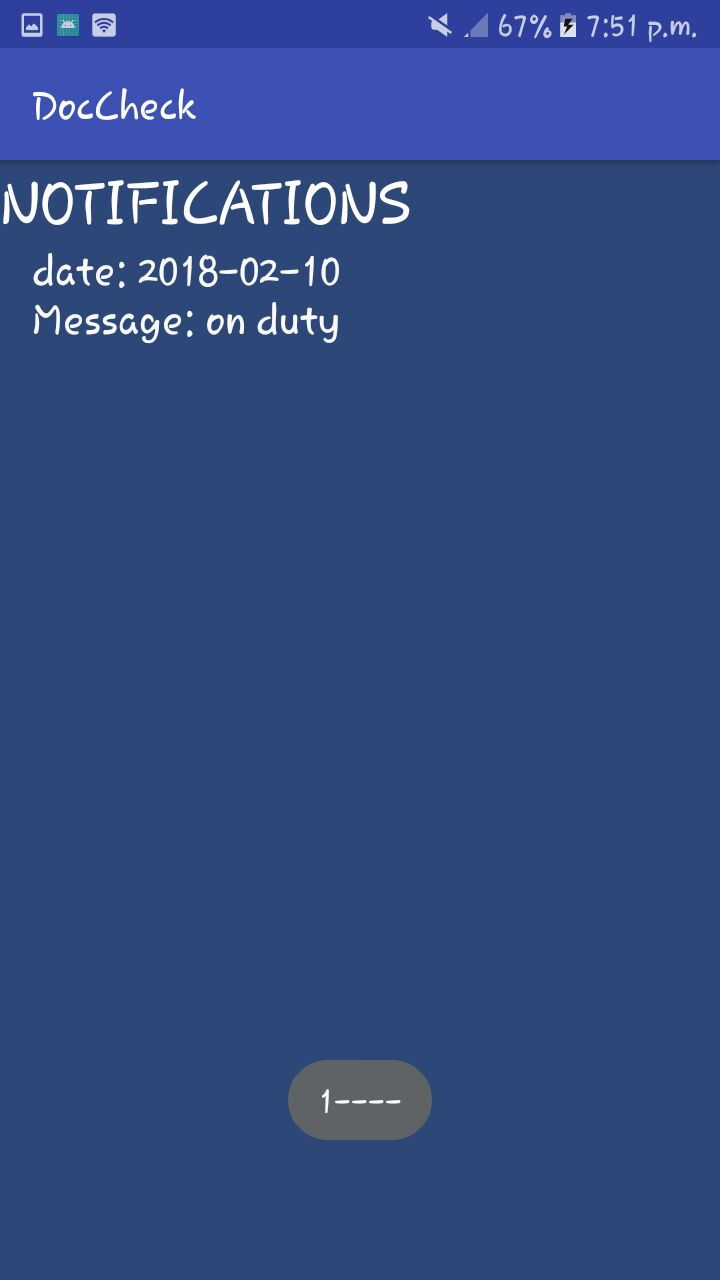 67% 7:51 p.m.
DocCheck
NOTIFICATIONS
date: 2018-02-10
Message: on duty
1----